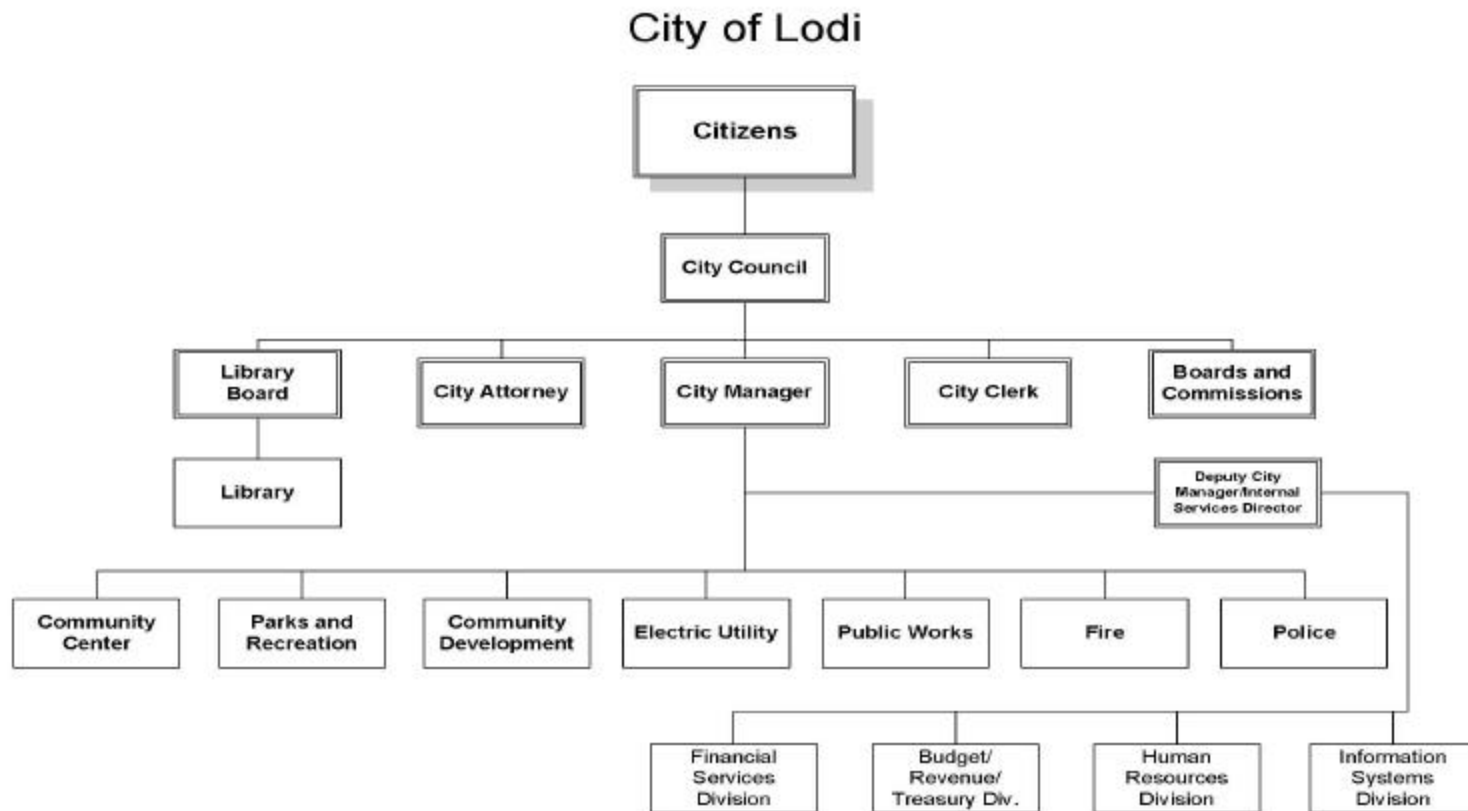 City of Lodi
Citizens
City Council
Library
Board
City Attorney
City Manager
City Clerk
Boards and
Commissions
Library
Deputy City
Manager/Internal
Services Director
Community
Center
Parks and
Recreation
Community
Development
Electric Utility
Public Works
Fire
Police
Financial
Services
Division
Budget/
Revenue/
Treasury Div.
Human
Resources
Division
Information
Systems
Division